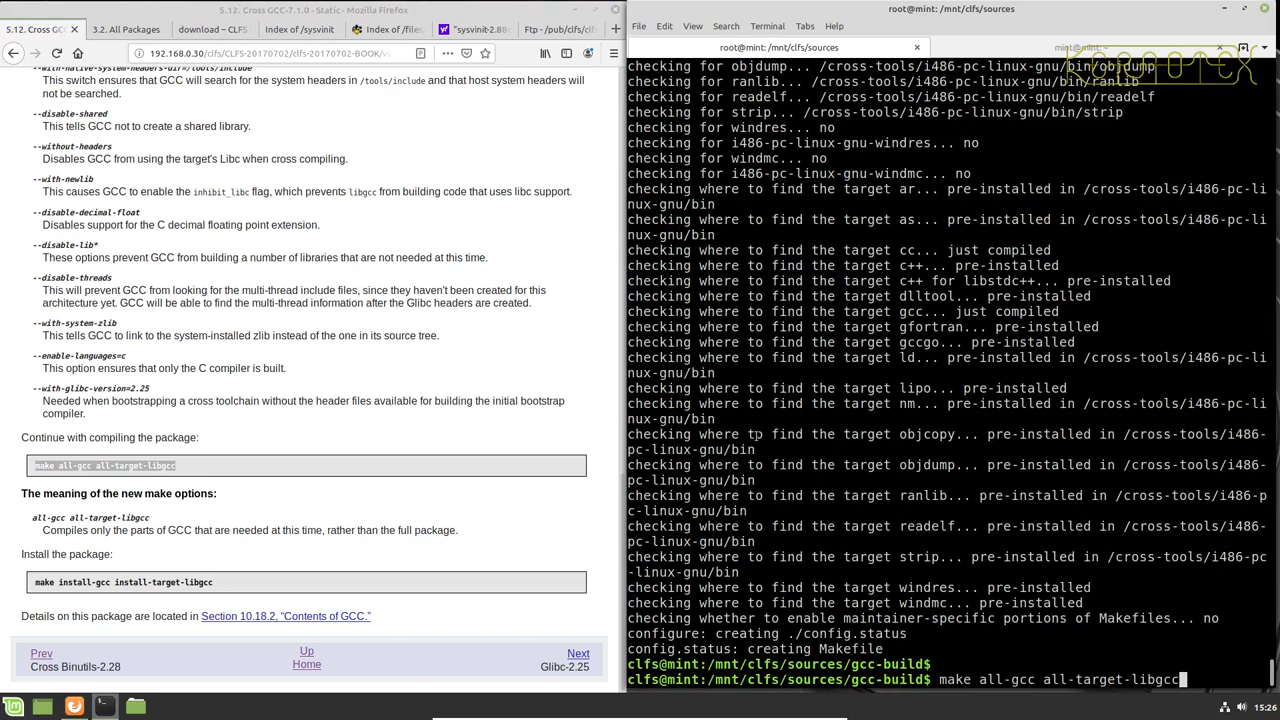 5.12. Cross GCC-7.1.0 - Static - Mozilla Firefox
5.12. Cross GCC-7
3.2. All Packages
download – CLFS
Index of /sysvinit
Index of /files
"sysvinit-2.88
Ftp - /pub/clfs/c
192.168.0.30/clfs/CLFS-20170702/clfs-20170702-BOOK/
--with-native-system-headers-dir=/tools/include
This switch ensures that GCC will search for the system headers in /tools/include and that host system headers will
not be searched.
--disable-shared
This tells GCC not to create a shared library.
--without-headers
Disables GCC from using the target's Libc when cross compiling.
--with-newlib
This causes GCC to enable the inhibit_libc flag, which prevents libgcc from building code that uses libc support.
--disable-decimal-float
Disables support for the C decimal floating point extension.
--disable-lib*
These options prevent GCC from building a number of libraries that are not needed at this time.
--disable-threads
This will prevent GCC from looking for the multi-thread include files, since they haven't been created for this
architecture yet. GCC will be able to find the multi-thread information after the Glibc headers are created.
--with-system-zlib
This tells GCC to link to the system-installed zlib instead of the one in its source tree.
--enable-languages=c
This option ensures that only the C compiler is built.
--with-glibc-version=2.25
Needed when bootstrapping a cross toolchain without the header files available for building the initial bootstrap
compiler.
Continue with compiling the package:
make all-gcc all-target-libgcc
The meaning of the new make options:
all-gcc all-target-libgcc
Compiles only the parts of GCC that are needed at this time, rather than the full package.
Install the package:
make install-gcc install-target-libgcc
Details on this package are located in Section 10.18.2, “Contents of GCC.”
Prev
Up
Next
Cross Binutils-2.28
Home
Glibc-2.25
root@mint: /mnt/clfs/sources
File Edit View Search Terminal Tabs Help
root@mint: /mnt/clfs/sources
root@mint: ~
checking for objdump... /cross-tools/i486-pc-linux-gnu/bin/objdump
checking for ranlib... /cross-tools/i486-pc-linux-gnu/bin/ranlib
checking for readelf... /cross-tools/i486-pc-linux-gnu/bin/readelf
checking for strip... /cross-tools/i486-pc-linux-gnu/bin/strip
checking for windres... no
checking for i486-pc-linux-gnu-windres... no
checking for windmc... no
checking for i486-pc-linux-gnu-windmc... no
checking where to find the target ar... pre-installed in /cross-tools/i486-pc-li
nux-gnu/bin
checking where to find the target as... pre-installed in /cross-tools/i486-pc-li
nux-gnu/bin
checking where to find the target cc... just compiled
checking where to find the target c++... pre-installed
checking where to find the target c++ for libstdc++... pre-installed
checking where to find the target dlltool... pre-installed
checking where to find the target gcc... just compiled
checking where to find the target gfortran... pre-installed
checking where to find the target gccgo... pre-installed
checking where to find the target ld... pre-installed in /cross-tools/i486-pc-li
nux-gnu/bin
checking where to find the target lipo... pre-installed
checking where to find the target nm... pre-installed in /cross-tools/i486-pc-li
nux-gnu/bin
checking where to find the target objcopy... pre-installed in /cross-tools/i486-
pc-linux-gnu/bin
checking where to find the target objdump... pre-installed in /cross-tools/i486-
pc-linux-gnu/bin
checking where to find the target ranlib... pre-installed in /cross-tools/i486-p
c-linux-gnu/bin
checking where to find the target readelf... pre-installed in /cross-tools/i486-
pc-linux-gnu/bin
checking where to find the target strip... pre-installed in /cross-tools/i486-pc
-linux-gnu/bin
checking where to find the target windres... pre-installed
checking where to find the target windmc... pre-installed
checking whether to enable maintainer-specific portions of Makefiles... no
configure: creating ./config.status
config.status: creating Makefile
clfs@mint:/mnt/clfs/sources/gcc-build$
clfs@mint:/mnt/clfs/sources/gcc-build$ make all-gcc all-target-libgcc
15:26